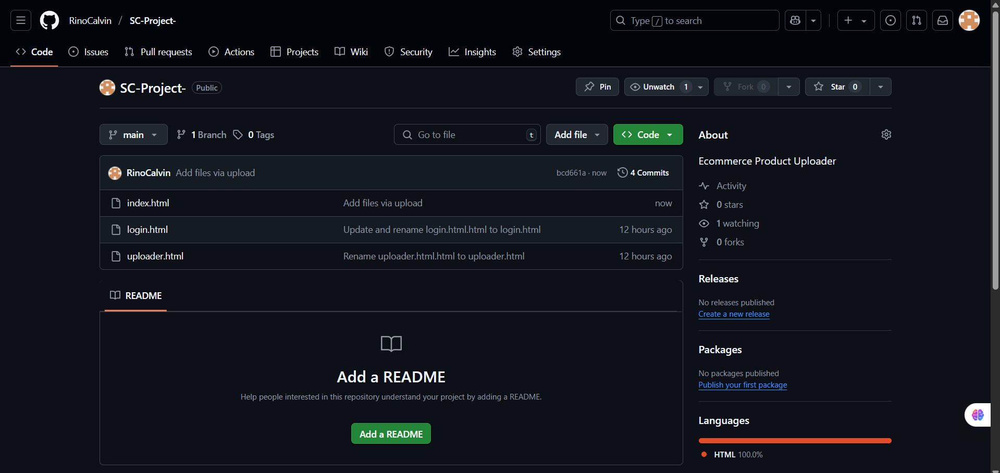 RinoCalvin / SC-Project-
Type / to search
Code
Issues
Pull requests
Actions
Projects
Wiki
Security
Insights
Settings
SC-Project- Public
Pin
Unwatch 1
Fork 0
Star 0
main
1 Branch
0 Tags
Go to file t
Add file
Code
RinoCalvin Add files via upload bcd661a · now 4 Commits
index.html Add files via upload now
login.html Update and rename login.html.html to login.html 12 hours ago
uploader.html Rename uploader.html.html to uploader.html 12 hours ago
README
Add a README
Help people interested in this repository understand your project by adding a README.
Add a README
About
Ecommerce Product Uploader
Activity
0 stars
1 watching
0 forks
Releases
No releases published
Create a new release
Packages
No packages published
Publish your first package
Languages
HTML 100.0%